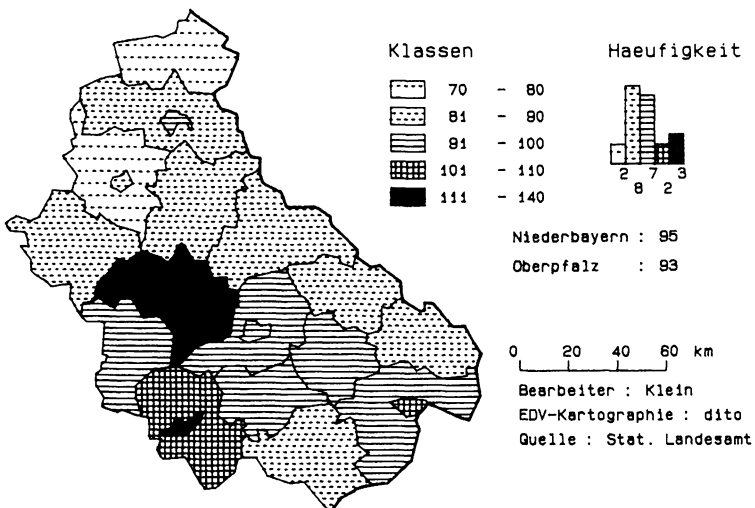 Klassen
70 - 80
81 - 90
91 - 100
101 - 110
111 - 140
Haeufigkeit
2 7 3
8 2
Niederbayern : 95
Oberpfalz : 93
0 20 40 60 km
Bearbeiter : Klein
EDV-Kartographie : dito
Quelle : Stat. Landesamt